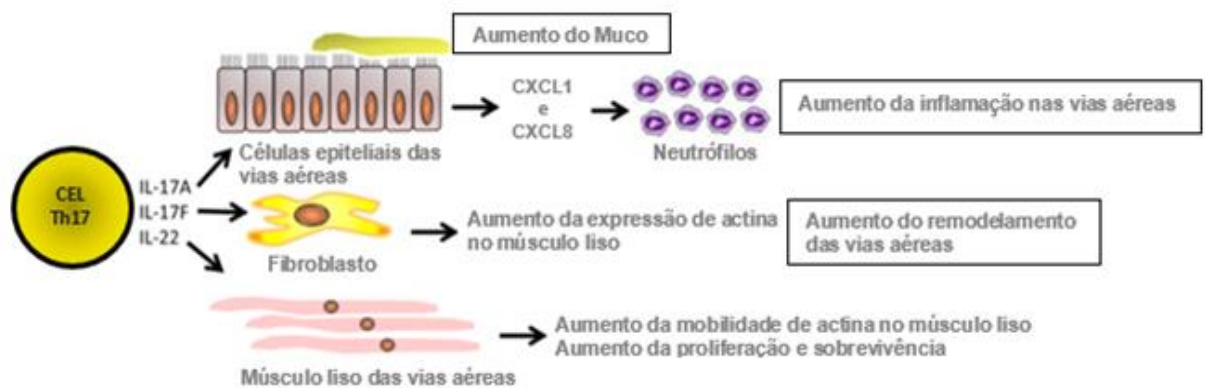 Aumento do Muco
CXCL1
e
CXCL8
Aumento da inflamação nas vias aéreas
Células epiteliais das
vias aéreas
Neutrófilos
CEL
Th17
IL-17A
IL-17F
IL-22
Aumento da expressão de actina
no músculo liso
Aumento do remodelamento
das vias aéreas
Fibroblasto
Aumento da mobilidade de actina no músculo liso
Aumento da proliferação e sobrevivência
Músculo liso das vias aéreas